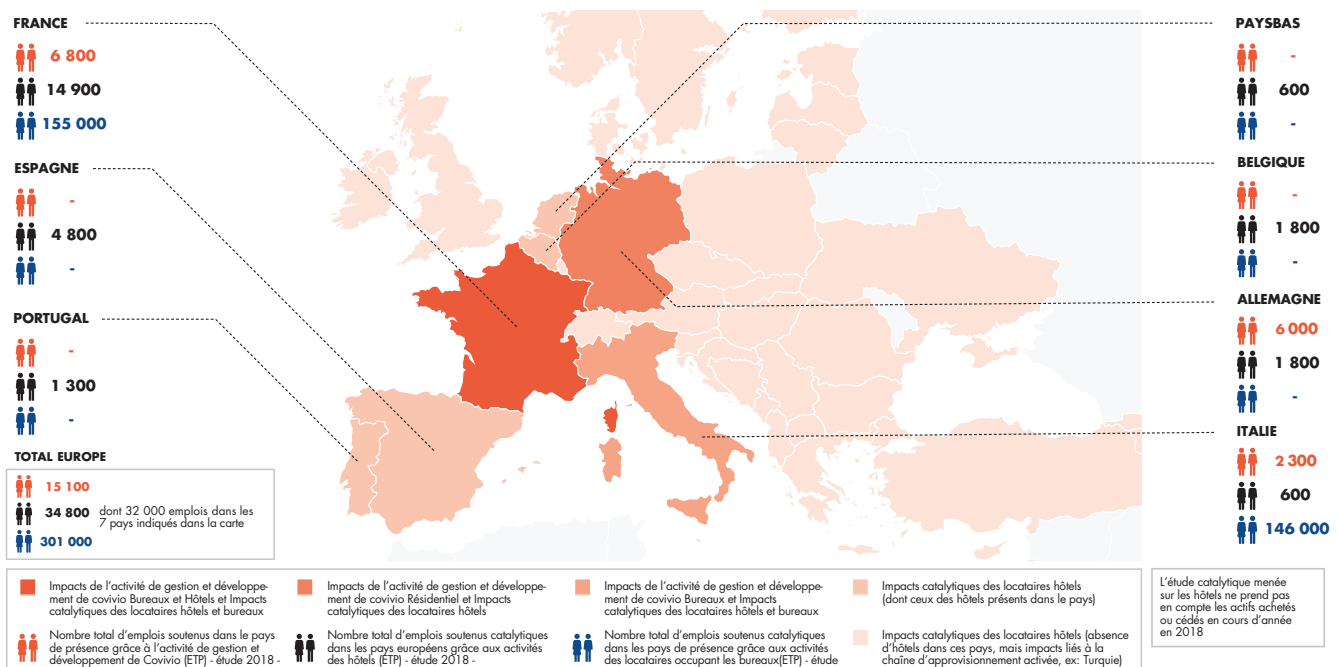 FRANCE
6 800
14 900
155 000
ESPAGNE
-
4 800
-
PORTUGAL
-
1 300
-
TOTAL EUROPE
15 100
34 800
dont 32 000 emplois dans les
7 pays indiqués dans la carte
301 000
PAYSBAS
-
600
-
BELGIQUE
-
1 800
-
ALLEMAGNE
6 000
1 800
-
ITALIE
2 300
600
146 000
Impacts de l'activité de gestion et développe-
ment de covivio Bureaux et Hôtels et Impacts
catalytiques des locataires hôtels et bureaux
Impacts de l'activité de gestion et développe-
ment de covivio Résidentiel et Impacts
catalytiques des locataires hôtels
Impacts de l'activité de gestion et développe-
ment de covivio Bureaux et Impacts
catalytiques des locataires hôtels et bureaux
Impacts catalytiques des locataires hôtels
(dont ceux des hôtels présents dans le pays)
Nombre total d'emplois soutenus dans le pays
de présence grâce à l'activité de gestion et
développement de Covivio (ETP) - étude 2018 -
Nombre total d'emplois soutenus catalytiques
dans les pays européens grâce aux activités
des hôtels (ETP) - étude 2018 -
Nombre total d'emplois soutenus catalytiques
dans les pays de présence grâce aux activités
des locataires occupant les bureaux(ETP) - étude
Impacts catalytiques des locataires hôtels (absence
d'hôtels dans ces pays, mais impacts liés à la
chaîne d'approvisionnement activée, ex: Turquie)
L'étude catalytique menée
sur les hôtels ne prend pas
en compte les actifs achetés
ou cédés en cours d'année
en 2018